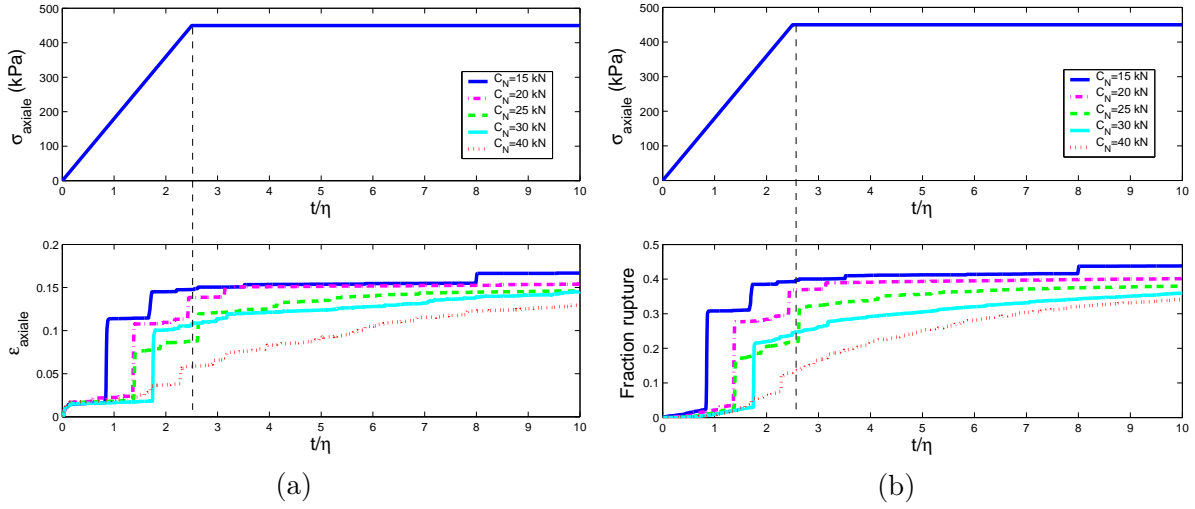 500
400
300
200
100
0
σaxiale (kPa)
CN=15 kN
CN=20 kN
CN=25 kN
CN=30 kN
CN=40 kN
0 1 2 3 4 5 6 7 8 9 10
t/η
0.2
0.15
0.1
0.05
0
εaxiale
0 1 2 3 4 5 6 7 8 9 10
t/η
(a)
500
400
300
200
100
0
σaxiale (kPa)
CN=15 kN
CN=20 kN
CN=25 kN
CN=30 kN
CN=40 kN
0 1 2 3 4 5 6 7 8 9 10
t/η
0.5
0.4
0.3
0.2
0.1
0
Fraction rupture
0 1 2 3 4 5 6 7 8 9 10
t/η
(b)